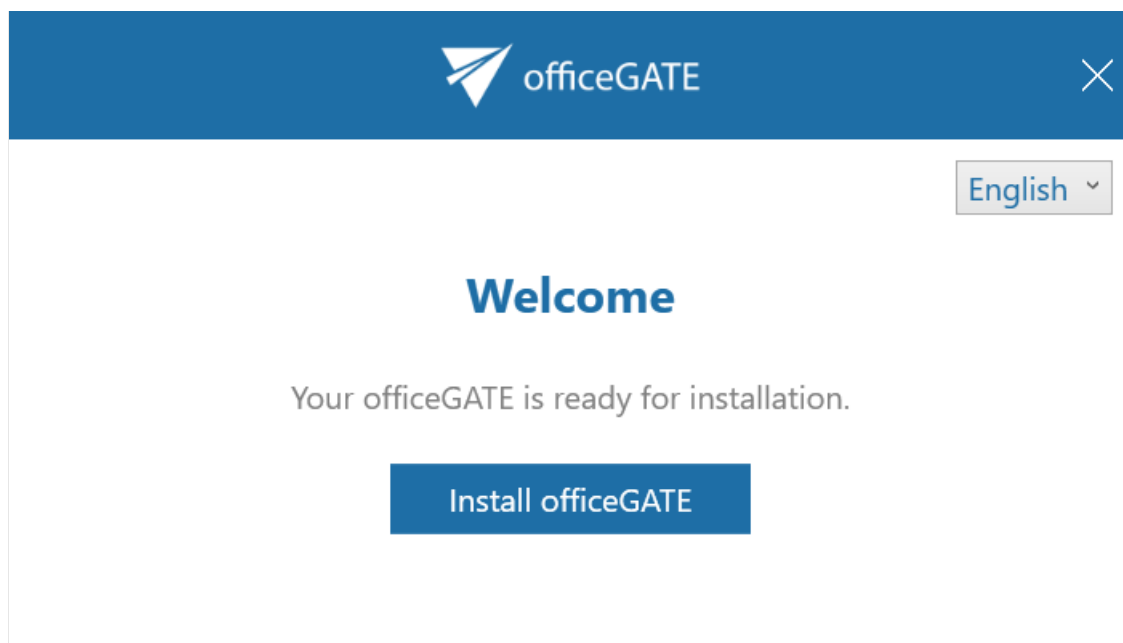 officeGATE
English
Welcome
Your officeGATE is ready for installation.
Install officeGATE